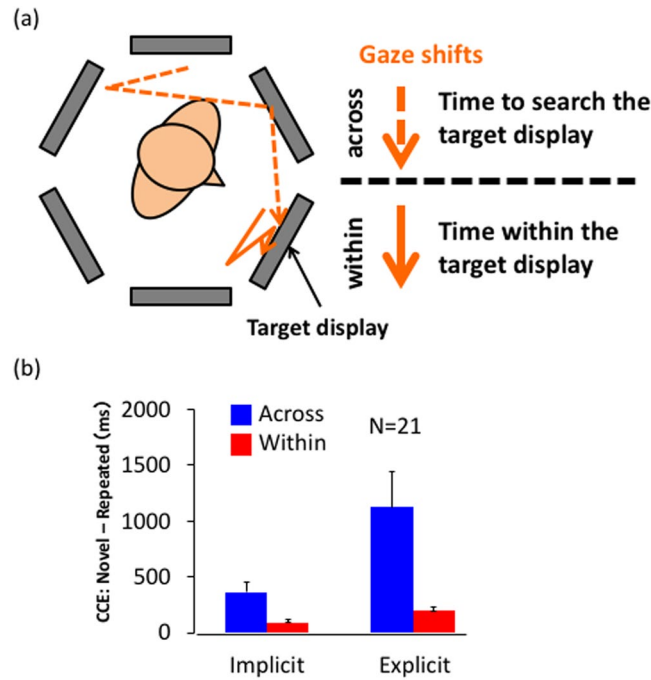 (a)
Gaze shifts
across
Time to search the
target display
within
Time within the
target display
Target display
(b)
CCE: Novel – Repeated (ms)
2000
1500
1000
500
0
Across
Within
N=21
Implicit
Explicit